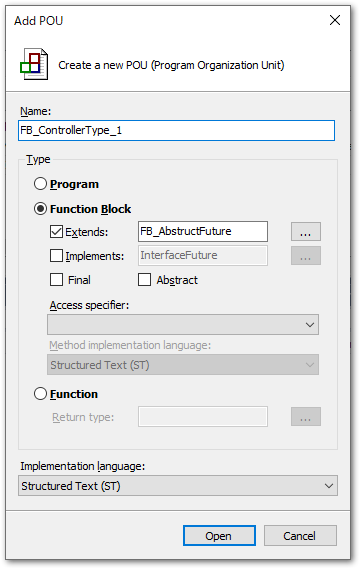 Add POU
Create a new POU (Program Organization Unit)
Name:
FB_ControllerType_1
Type
Program
Function Block
Extends: FB_AbstructFuture ...
Implements: InterfaceFuture ...
Final Abstract
Access specifier:
Method implementation language:
Structured Text (ST)
Function
Return type: ...
Implementation language:
Structured Text (ST)
Open Cancel